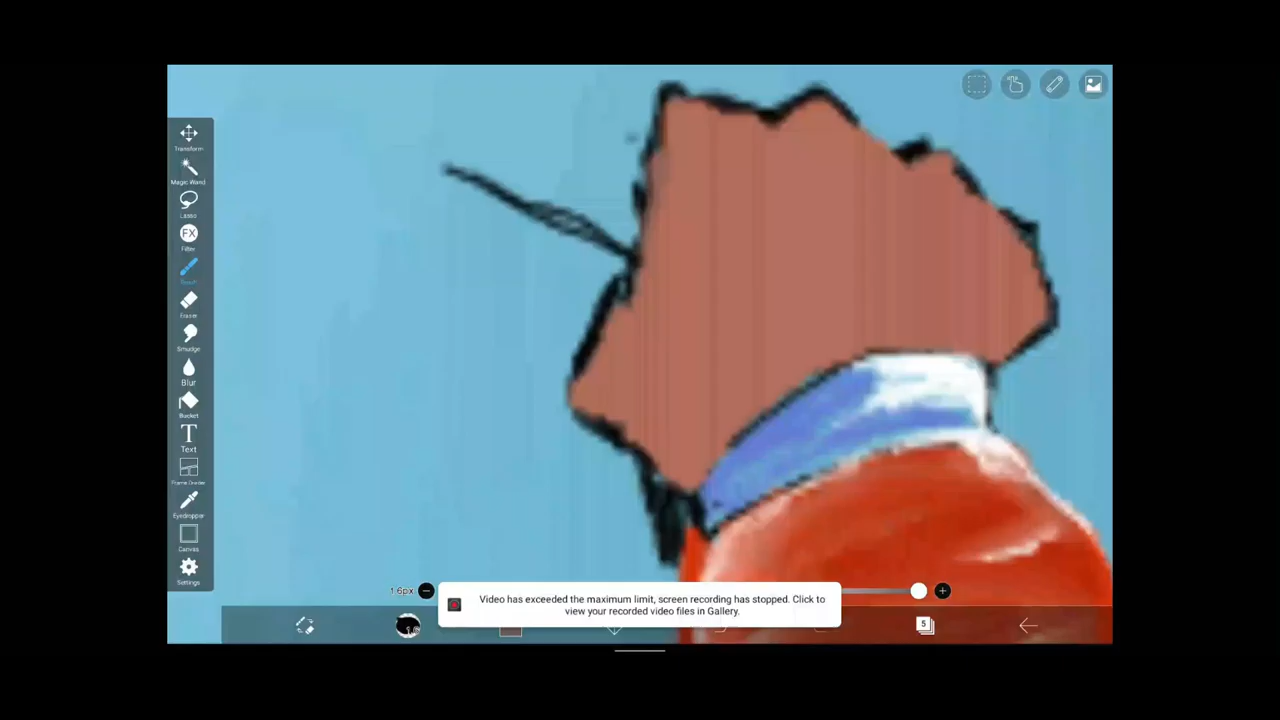 Transform
Magic Wand
Lasso
FX
Filter
Brush
Eraser
Smudge
Blur
Bucket
T
Text
Frame Divider
Eyedropper
Canvas
Settings
1.6px
Video has exceeded the maximum limit, screen recording has stopped. Click to
view your recorded video files in Gallery.
5